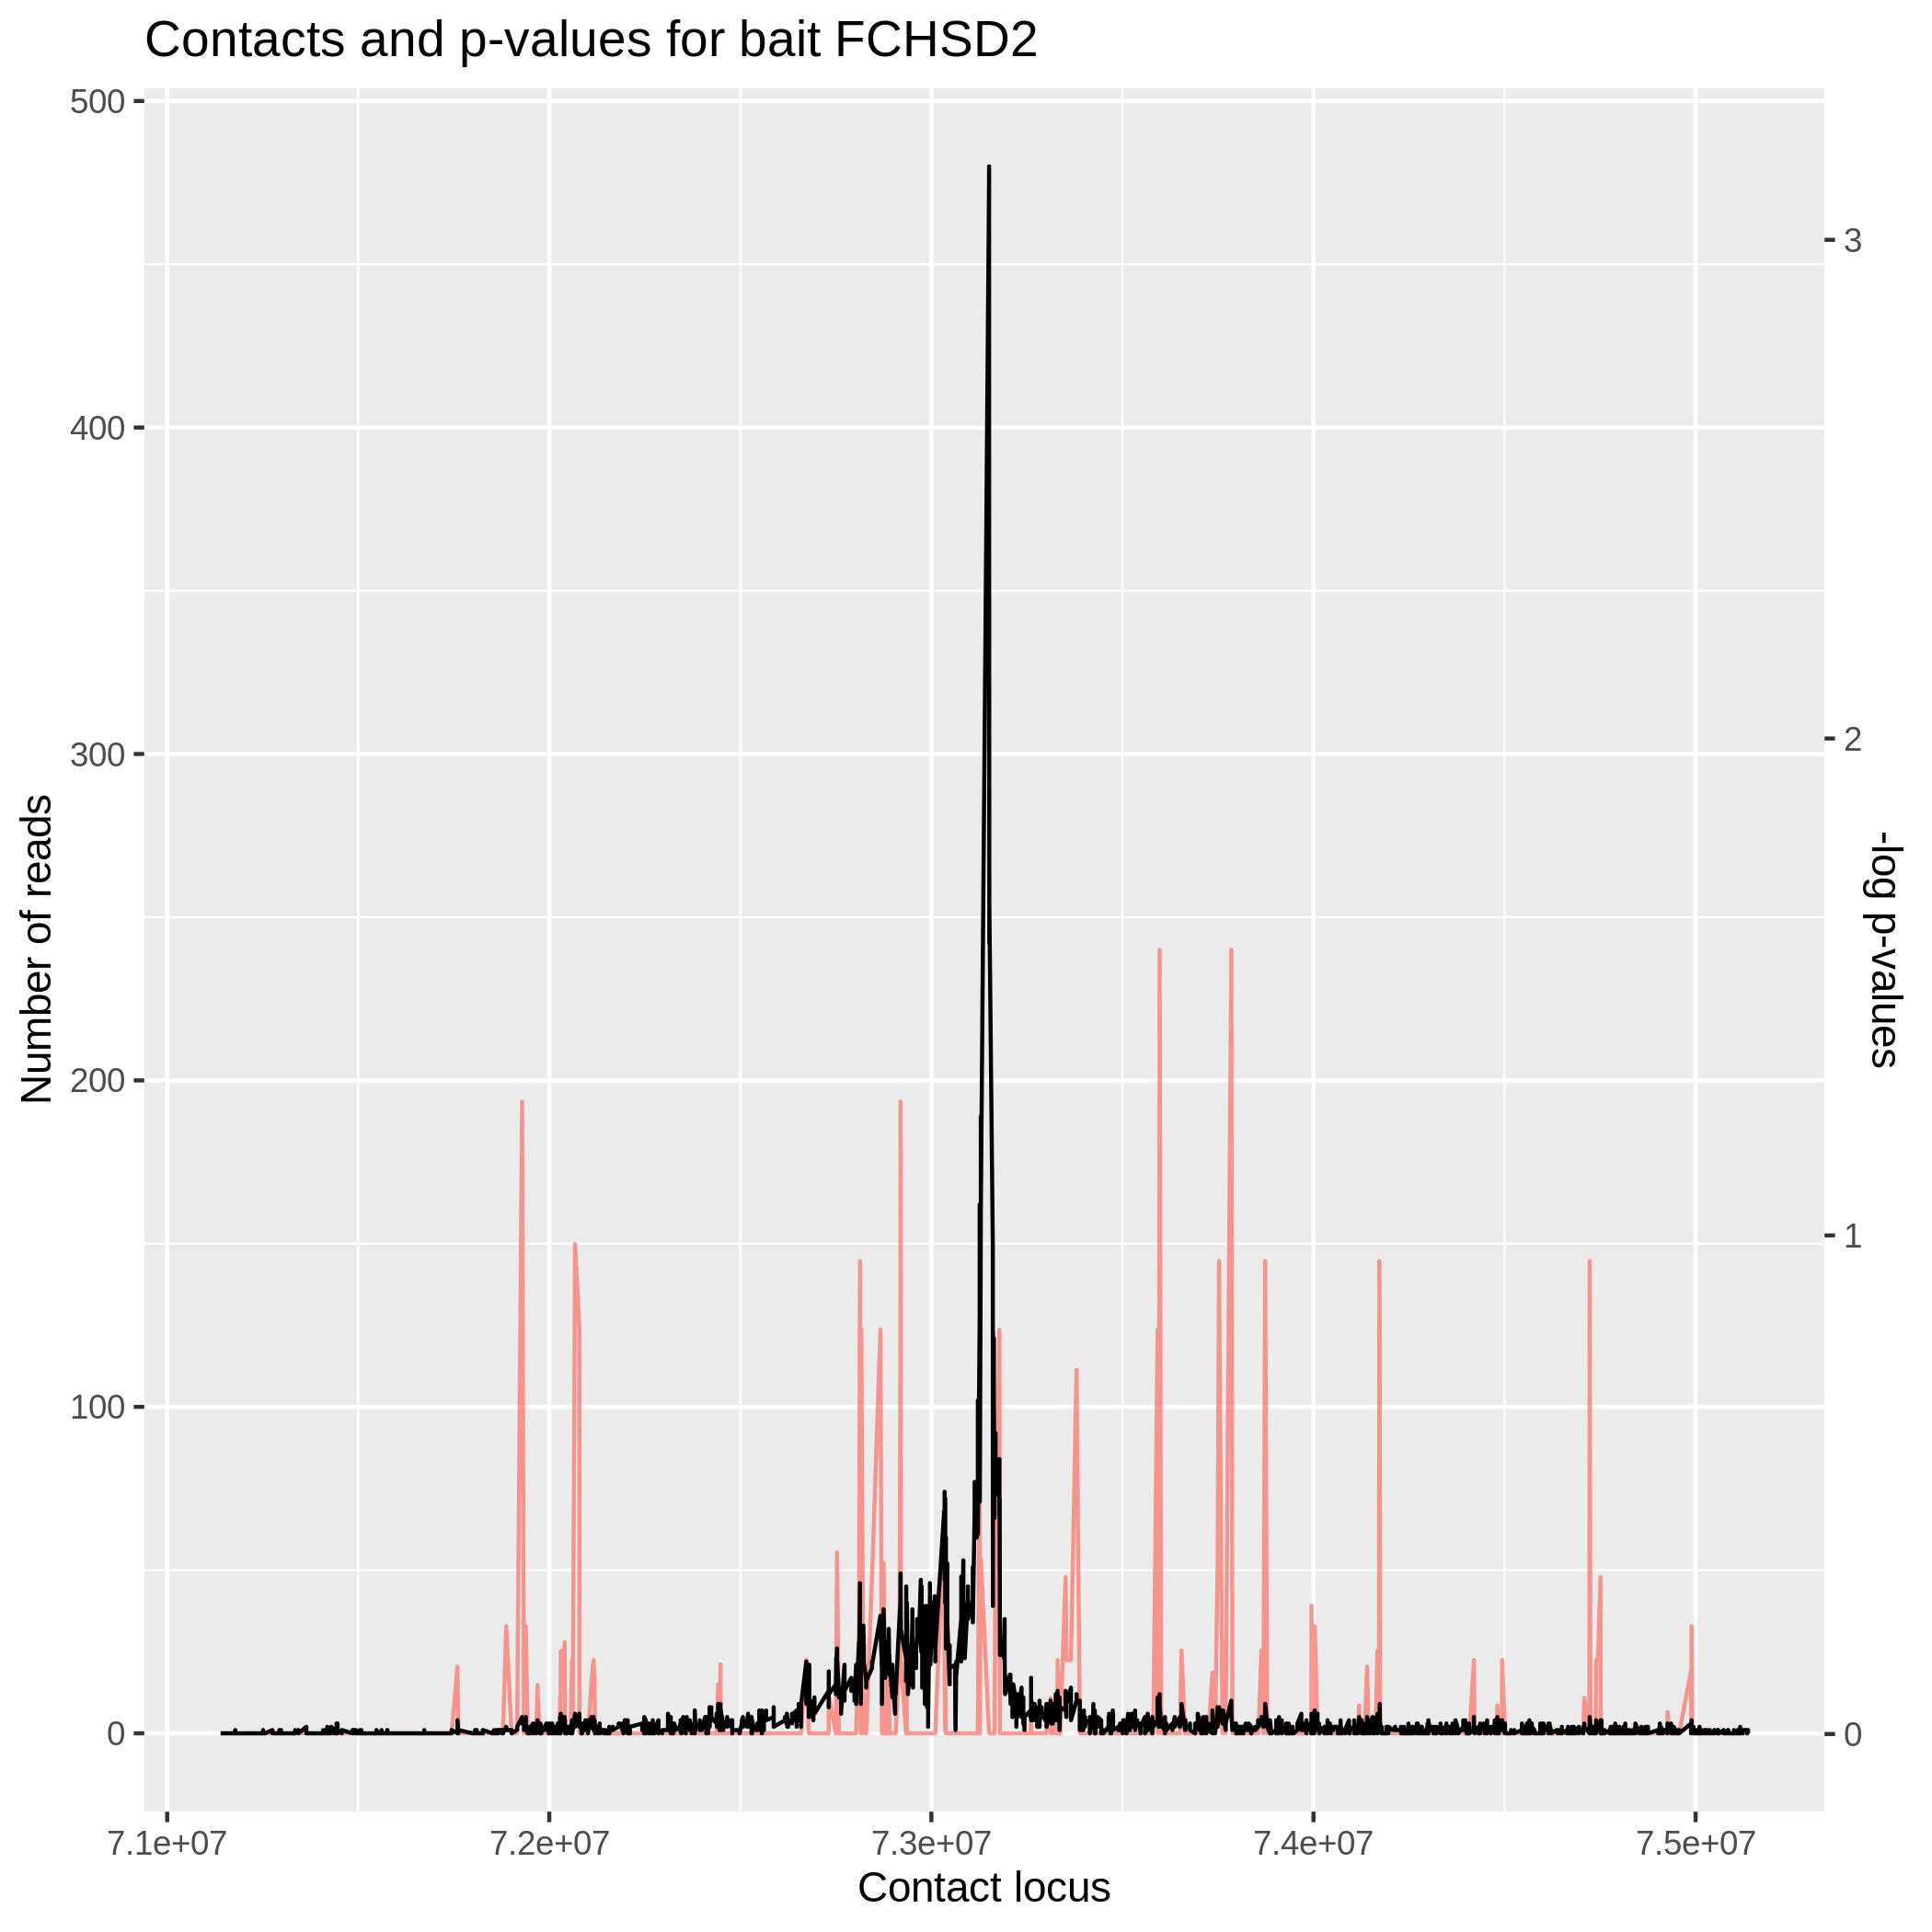 Contacts and p-values for bait FCHSD2
500
400
300
200
100
0
Number of reads
3
2
1
0
-log p-values
7.1e+07
7.2e+07
7.3e+07
7.4e+07
7.5e+07
Contact locus